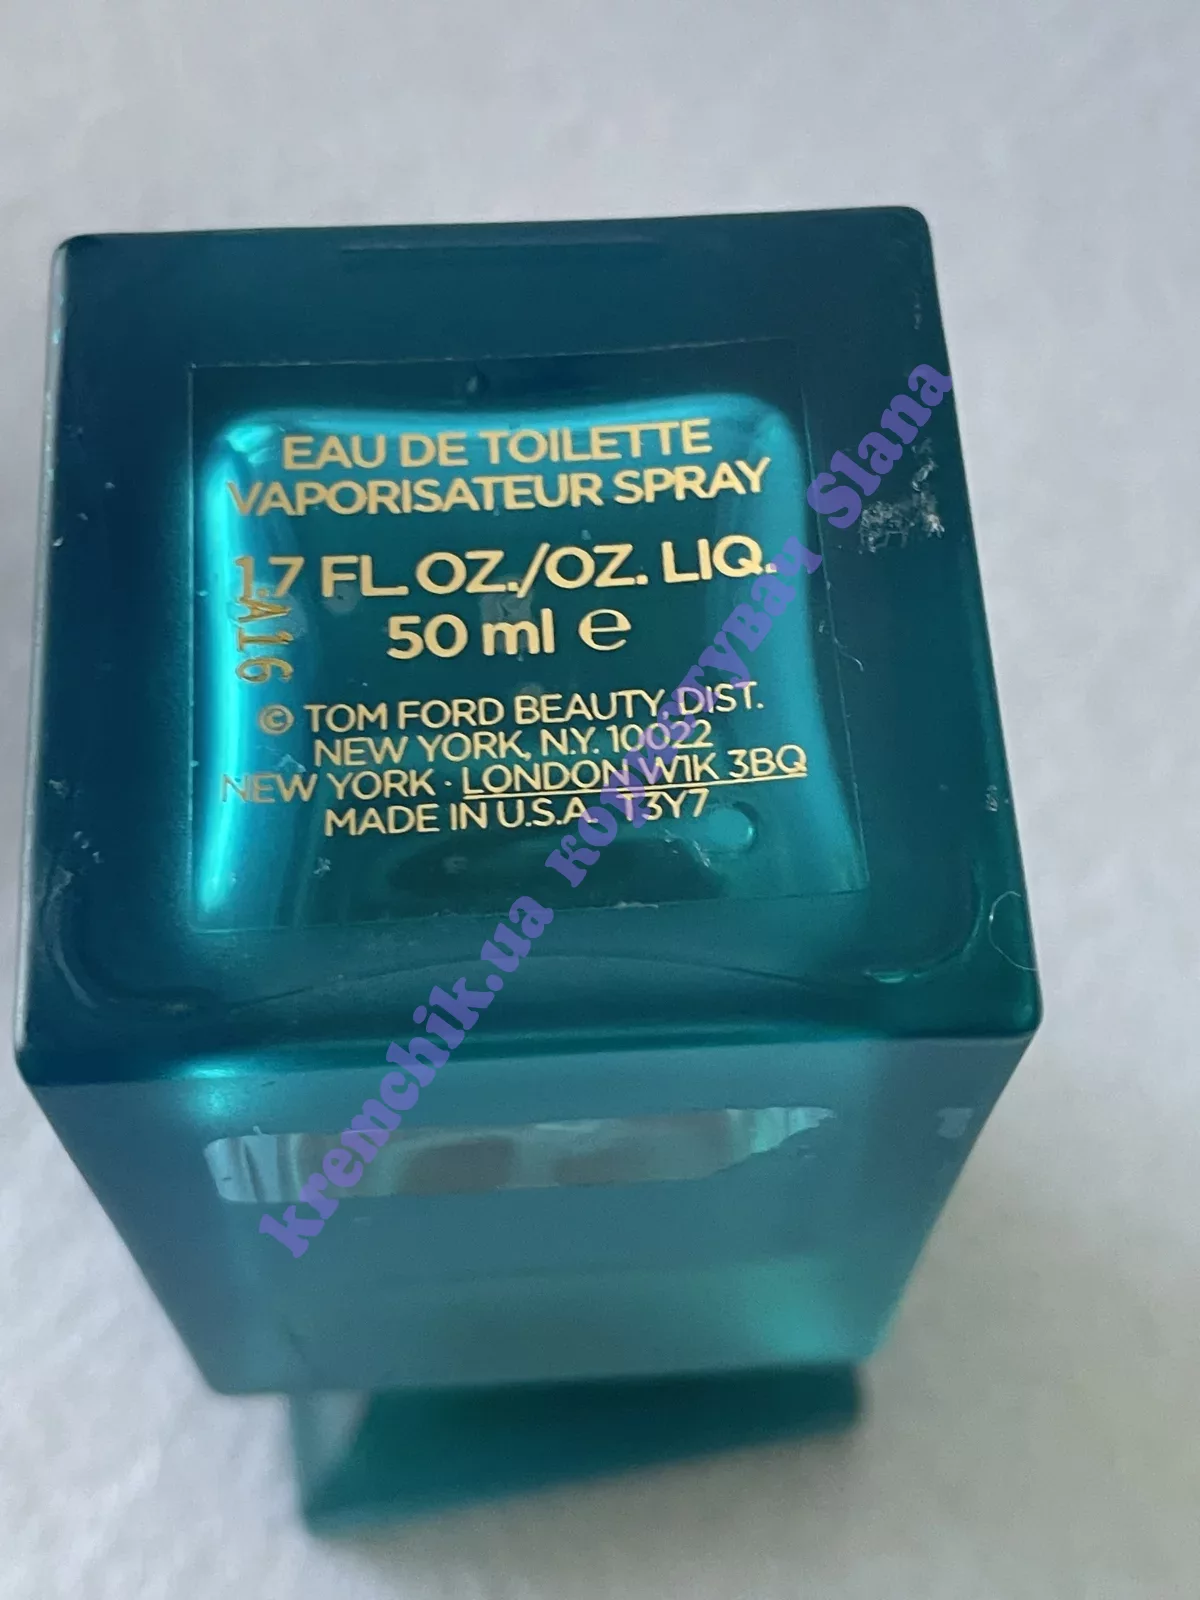 EAU DE TOILETTE
VAPORISATEUR SPRAY
1.7 FL. OZ./OZ. LIQ.
50 ml e
A16
© TOM FORD BEAUTY, DIST.
NEW YORK, N.Y. 10022
NEW YORK · LONDON W1K 3BQ
MADE IN U.S.A. T3Y7
kremchik.ua користувач Slana